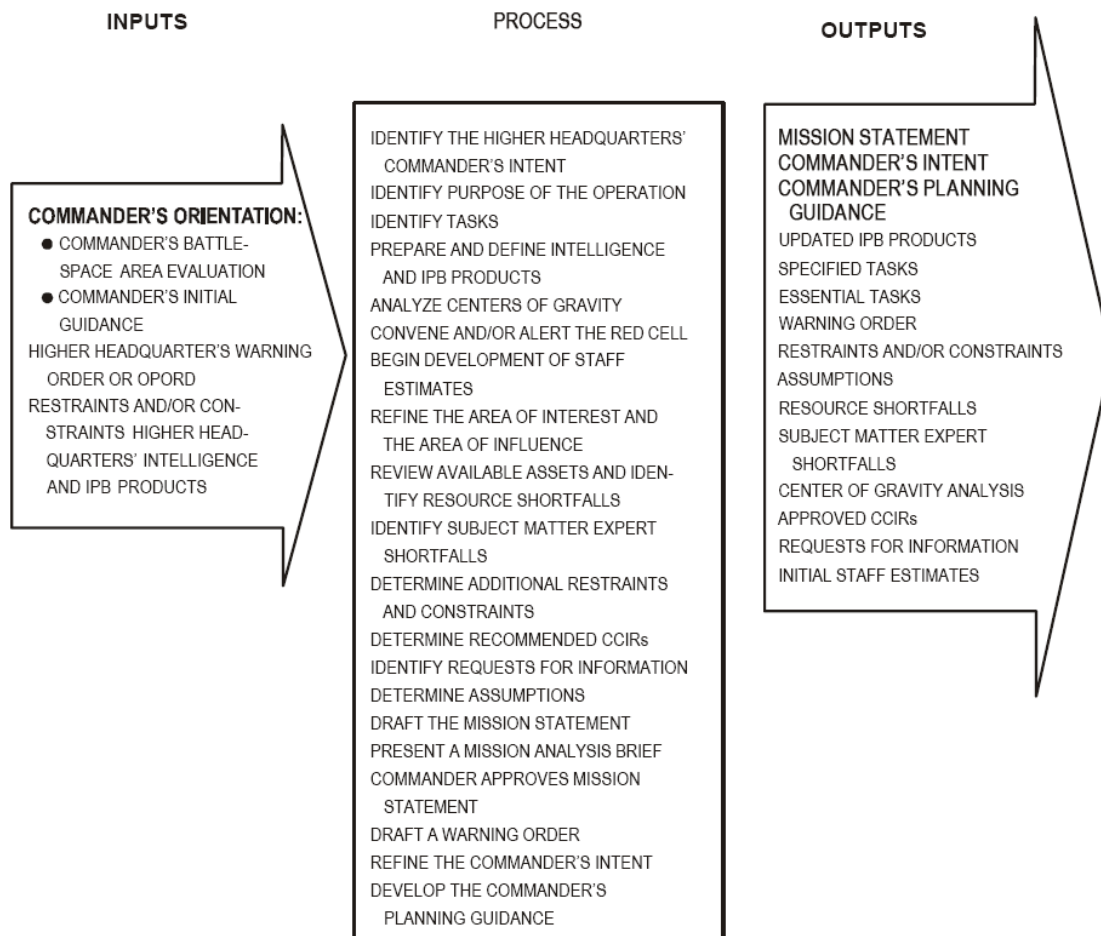 INPUTS
PROCESS
OUTPUTS
COMMANDER'S ORIENTATION:
● COMMANDER'S BATTLE-
SPACE AREA EVALUATION
● COMMANDER'S INITIAL
GUIDANCE
HIGHER HEADQUARTER'S WARNING
ORDER OR OPORD
RESTRAINTS AND/OR CON-
STRAINTS HIGHER HEAD-
QUARTERS' INTELLIGENCE
AND IPB PRODUCTS
IDENTIFY THE HIGHER HEADQUARTERS'
COMMANDER'S INTENT
IDENTIFY PURPOSE OF THE OPERATION
IDENTIFY TASKS
PREPARE AND DEFINE INTELLIGENCE
AND IPB PRODUCTS
ANALYZE CENTERS OF GRAVITY
CONVENE AND/OR ALERT THE RED CELL
BEGIN DEVELOPMENT OF STAFF
ESTIMATES
REFINE THE AREA OF INTEREST AND
THE AREA OF INFLUENCE
REVIEW AVAILABLE ASSETS AND IDEN-
TIFY RESOURCE SHORTFALLS
IDENTIFY SUBJECT MATTER EXPERT
SHORTFALLS
DETERMINE ADDITIONAL RESTRAINTS
AND CONSTRAINTS
DETERMINE RECOMMENDED CCIRs
IDENTIFY REQUESTS FOR INFORMATION
DETERMINE ASSUMPTIONS
DRAFT THE MISSION STATEMENT
PRESENT A MISSION ANALYSIS BRIEF
COMMANDER APPROVES MISSION
STATEMENT
DRAFT A WARNING ORDER
REFINE THE COMMANDER'S INTENT
DEVELOP THE COMMANDER'S
PLANNING GUIDANCE
MISSION STATEMENT
COMMANDER'S INTENT
COMMANDER'S PLANNING
GUIDANCE
UPDATED IPB PRODUCTS
SPECIFIED TASKS
ESSENTIAL TASKS
WARNING ORDER
RESTRAINTS AND/OR CONSTRAINTS
ASSUMPTIONS
RESOURCE SHORTFALLS
SUBJECT MATTER EXPERT
SHORTFALLS
CENTER OF GRAVITY ANALYSIS
APPROVED CCIRs
REQUESTS FOR INFORMATION
INITIAL STAFF ESTIMATES